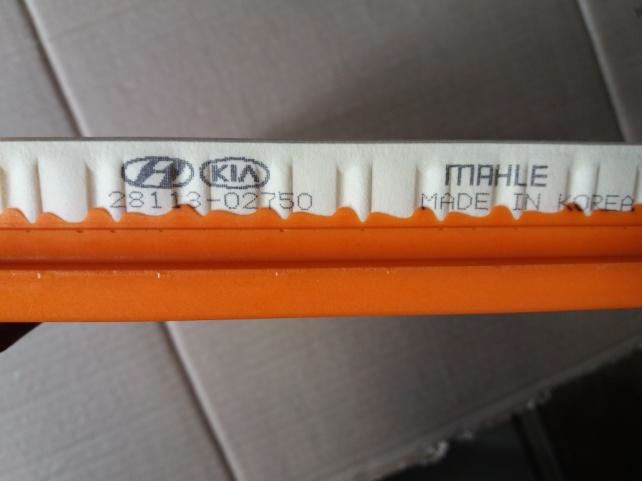 H KIA
28113-02750
MAHLE
MADE IN KOREA